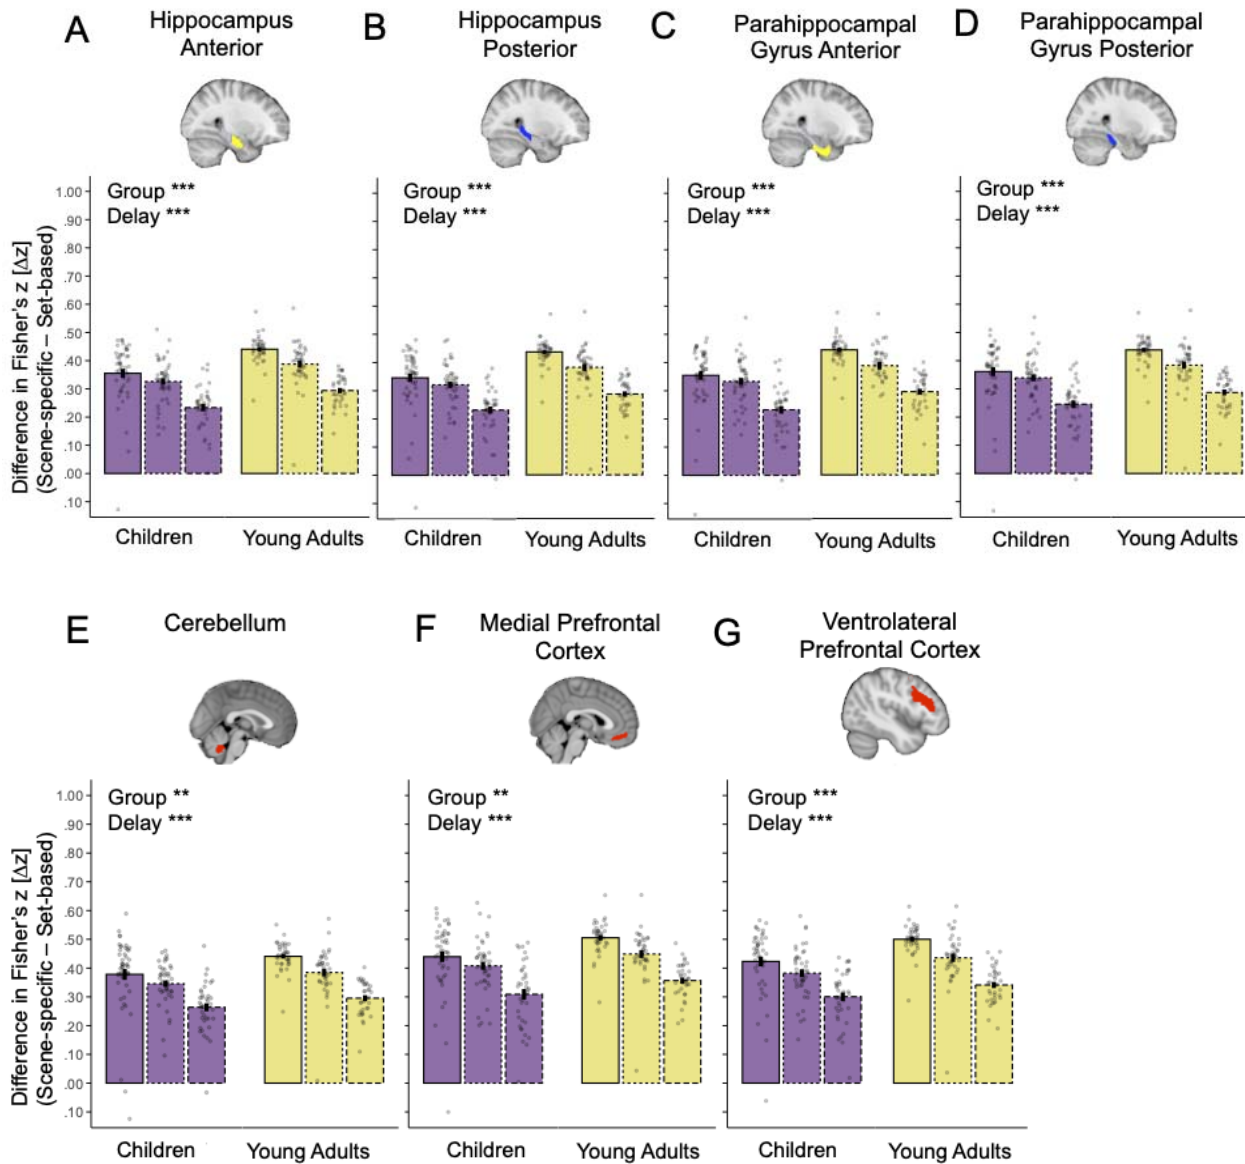 A
Hippocampus
Anterior
B
Hippocampus
Posterior
C
Parahippocampal
Gyrus Anterior
D
Parahippocampal
Gyrus Posterior
Difference in Fisher's z [Δz]
(Scene-specific – Set-based)
1.00
.90
.80
.70
.60
.50
.40
.30
.20
.10
.00
.10
Group ***
Delay ***
Children
Young Adults
Group ***
Delay ***
Children
Young Adults
Group ***
Delay ***
Children
Young Adults
Group ***
Delay ***
Children
Young Adults
E
Cerebellum
F
Medial Prefrontal
Cortex
G
Ventrolateral
Prefrontal Cortex
Difference in Fisher's z [Δz]
(Scene-specific – Set-based)
1.00
.90
.80
.70
.60
.50
.40
.30
.20
.10
.00
.10
Group **
Delay ***
Children
Young Adults
Group **
Delay ***
Children
Young Adults
Group ***
Delay ***
Children
Young Adults